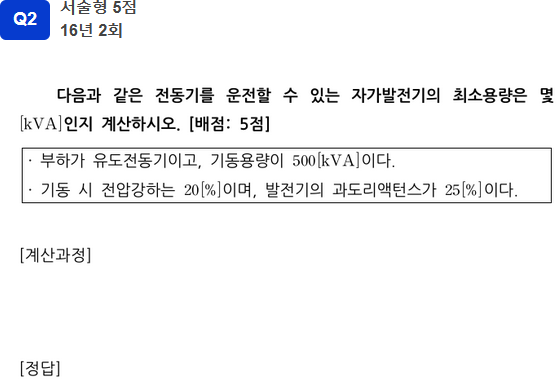 Q2
서술형 5점
16년 2회
다음과 같은 전동기를 운전할 수 있는 자가발전기의 최소용량은 몇
[kVA]인지 계산하시오. [배점: 5점]
· 부하가 유도전동기이고, 기동용량이 500[kVA]이다.
· 기동 시 전압강하는 20[%]이며, 발전기의 과도리액턴스가 25[%]이다.
[계산과정]
[정답]